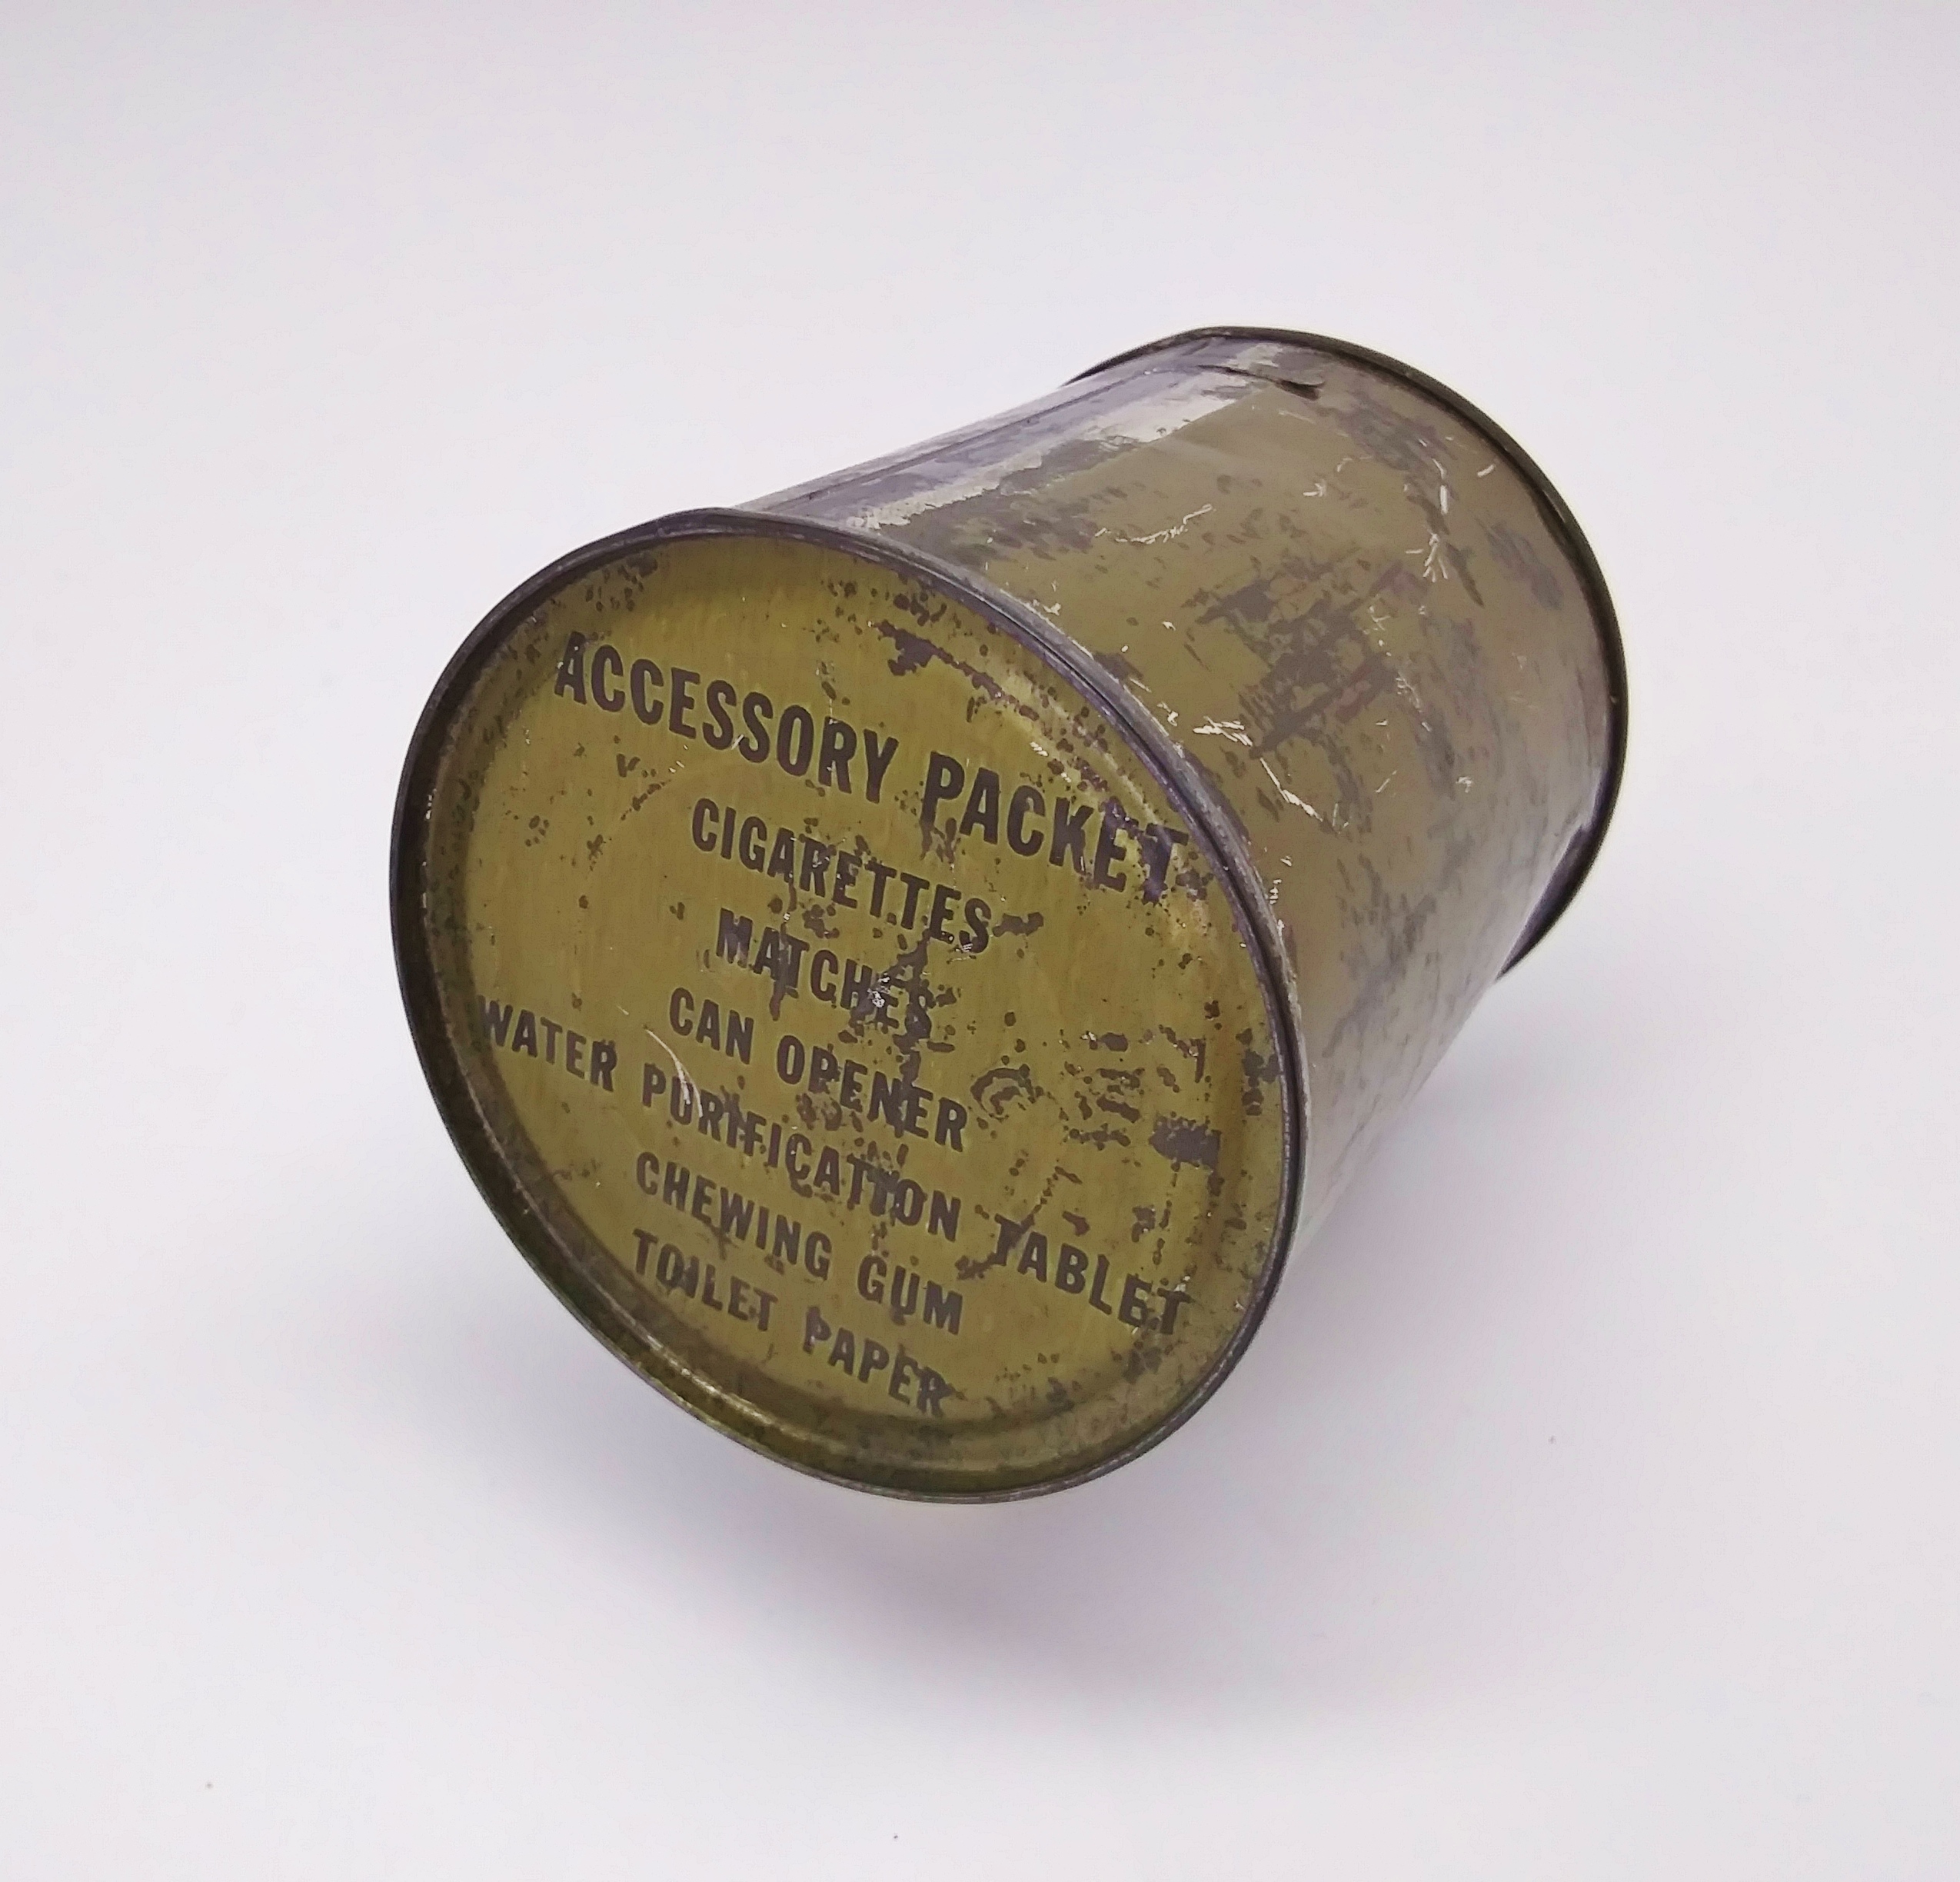 ACCESSORY PACKET
CIGARETTES
MATCHES
CAN OPENER
WATER PURIFICATION TABLET
CHEWING GUM
TOILET PAPER